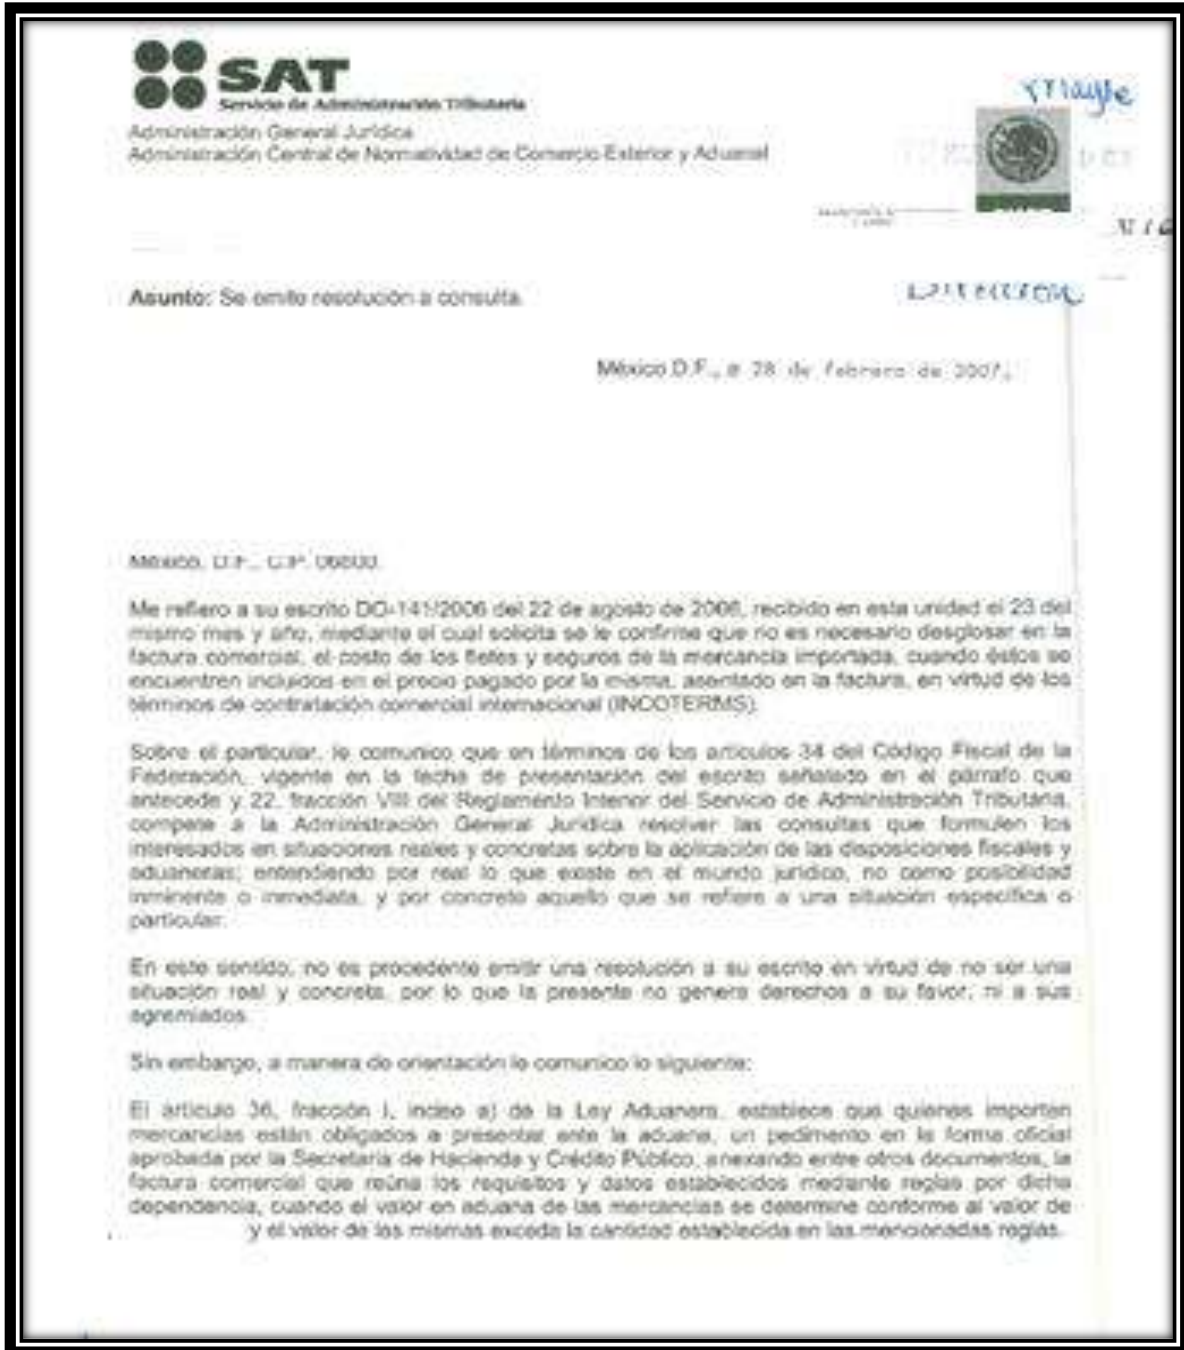 SAT
Servicio de Administración Tributaria
Administración General Jurídica
Administración Central de Normatividad de Comercio Exterior y Aduanal
Asunto: Se emite resolución a consulta.
México D.F., a 28 de febrero de 2007.
México, D.F., C.P. 06800.
Me refiero a su escrito DO-141/2006 del 22 de agosto de 2006, recibido en esta unidad el 23 del
mismo mes y año, mediante el cual solicita se le confirme que no es necesario desglosar en la
factura comercial, el costo de los fletes y seguros de la mercancía importada, cuando éstos se
encuentren incluidos en el precio pagado por la misma, asentado en la factura, en virtud de los
términos de contratación comercial internacional (INCOTERMS).
Sobre el particular, le comunico que en términos de los artículos 34 del Código Fiscal de la
Federación, vigente en la fecha de presentación del escrito señalado en el párrafo que
antecede y 22, fracción VIII del Reglamento Interior del Servicio de Administración Tributaria,
compete a la Administración General Jurídica resolver las consultas que formulen los
interesados en situaciones reales y concretas sobre la aplicación de las disposiciones fiscales y
aduaneras; entendiendo por real lo que existe en el mundo jurídico, no como posibilidad
inminente o inmediata, y por concreto aquello que se refiere a una situación específica o
particular.
En este sentido, no es procedente emitir una resolución a su escrito en virtud de no ser una
situación real y concreta, por lo que la presente no genera derechos a su favor, ni a sus
agremiados.
Sin embargo, a manera de orientación le comunico lo siguiente:
El artículo 36, fracción I, inciso a) de la Ley Aduanera, establece que quienes importen
mercancías están obligados a presentar ante la aduana, un pedimento en la forma oficial
aprobada por la Secretaría de Hacienda y Crédito Público, anexando entre otros documentos, la
factura comercial que reúna los requisitos y datos establecidos mediante reglas por dicha
dependencia, cuando el valor en aduana de las mercancías se determine conforme al valor de
y el valor de las mismas exceda la cantidad establecida en las mencionadas reglas.